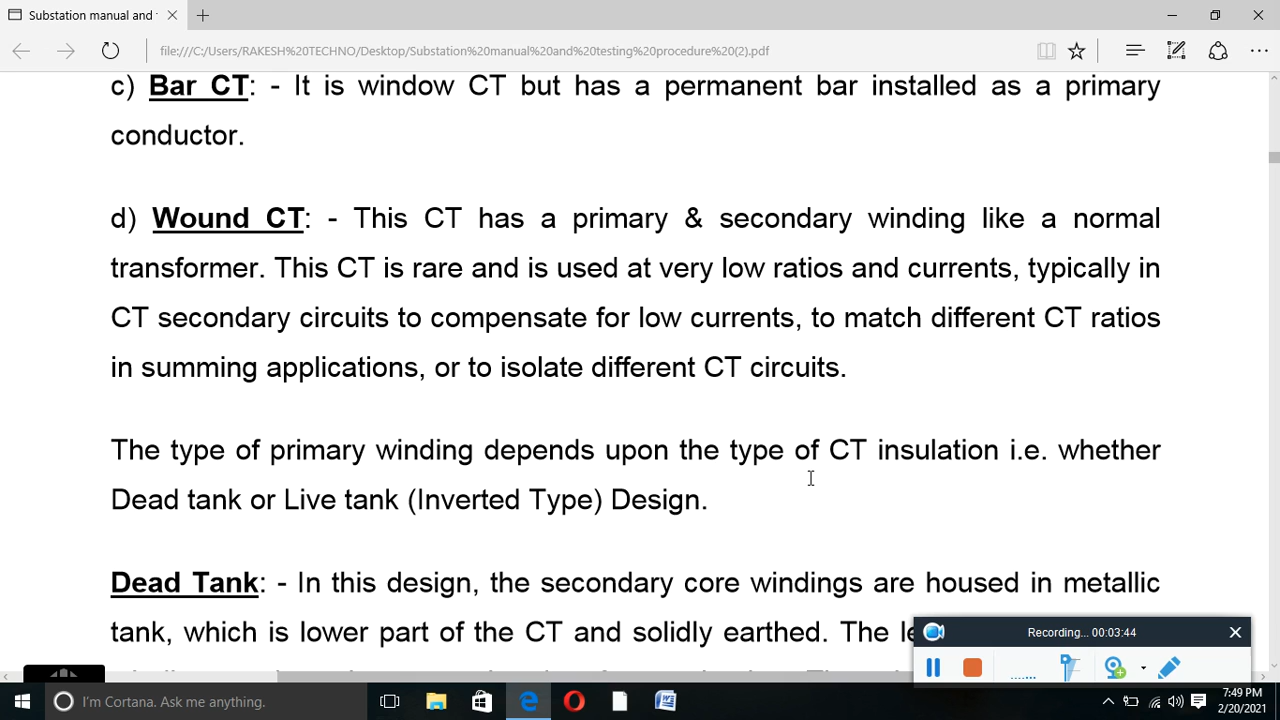 Substation manual and
file:///C:/Users/RAKESH%20TECHNO/Desktop/Substation%20manual%20and%20testing%20procedure%20(2).pdf
c) Bar CT: - It is window CT but has a permanent bar installed as a primary
conductor.
d) Wound CT: - This CT has a primary & secondary winding like a normal
transformer. This CT is rare and is used at very low ratios and currents, typically in
CT secondary circuits to compensate for low currents, to match different CT ratios
in summing applications, or to isolate different CT circuits.
The type of primary winding depends upon the type of CT insulation i.e. whether
Dead tank or Live tank (Inverted Type) Design.
Dead Tank: - In this design, the secondary core windings are housed in metallic
tank, which is lower part of the CT and solidly earthed. The
Recording... 00:03:44
I'm Cortana. Ask me anything.
7:49 PM
2/20/2021